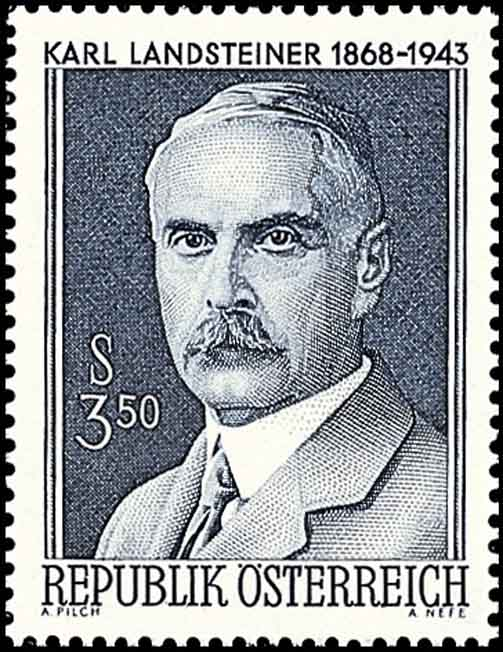 KARL LANDSTEINER 1868-1943
S
3 50
REPUBLIK ÖSTERREICH
A. PILCH A. NEFE